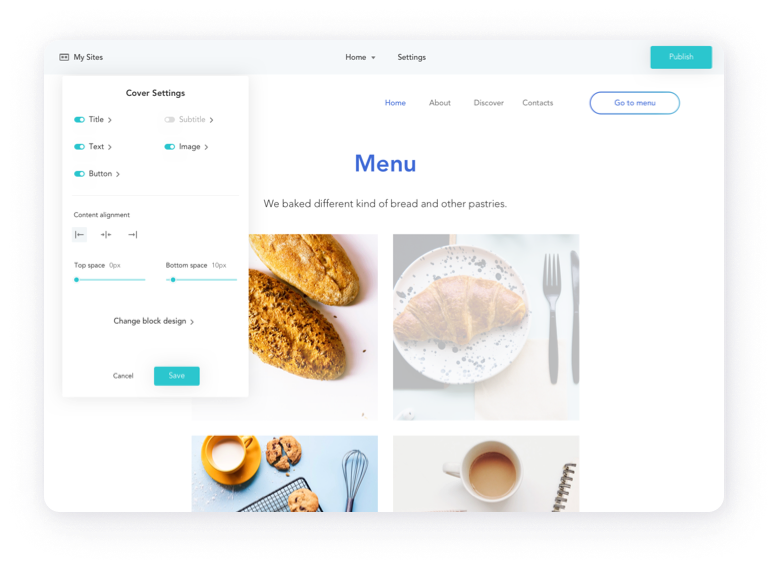 My Sites
Home
Settings
Publish
Cover Settings
Title
Subtitle
Text
Image
Button
Content alignment
Top space 0px
Bottom space 10px
Change block design
Cancel
Save
Home
About
Discover
Contacts
Go to menu
Menu
We baked different kind of bread and other pastries.